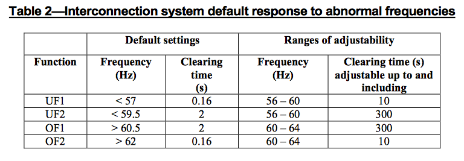 Table 2—Interconnection system default response to abnormal frequencies
Default settings Ranges of adjustability
Function Frequency (Hz) Clearing time (s) Frequency (Hz) Clearing time (s) adjustable up to and including
UF1 < 57 0.16 56 – 60 10
UF2 < 59.5 2 56 – 60 300
OF1 > 60.5 2 60 – 64 300
OF2 > 62 0.16 60 – 64 10